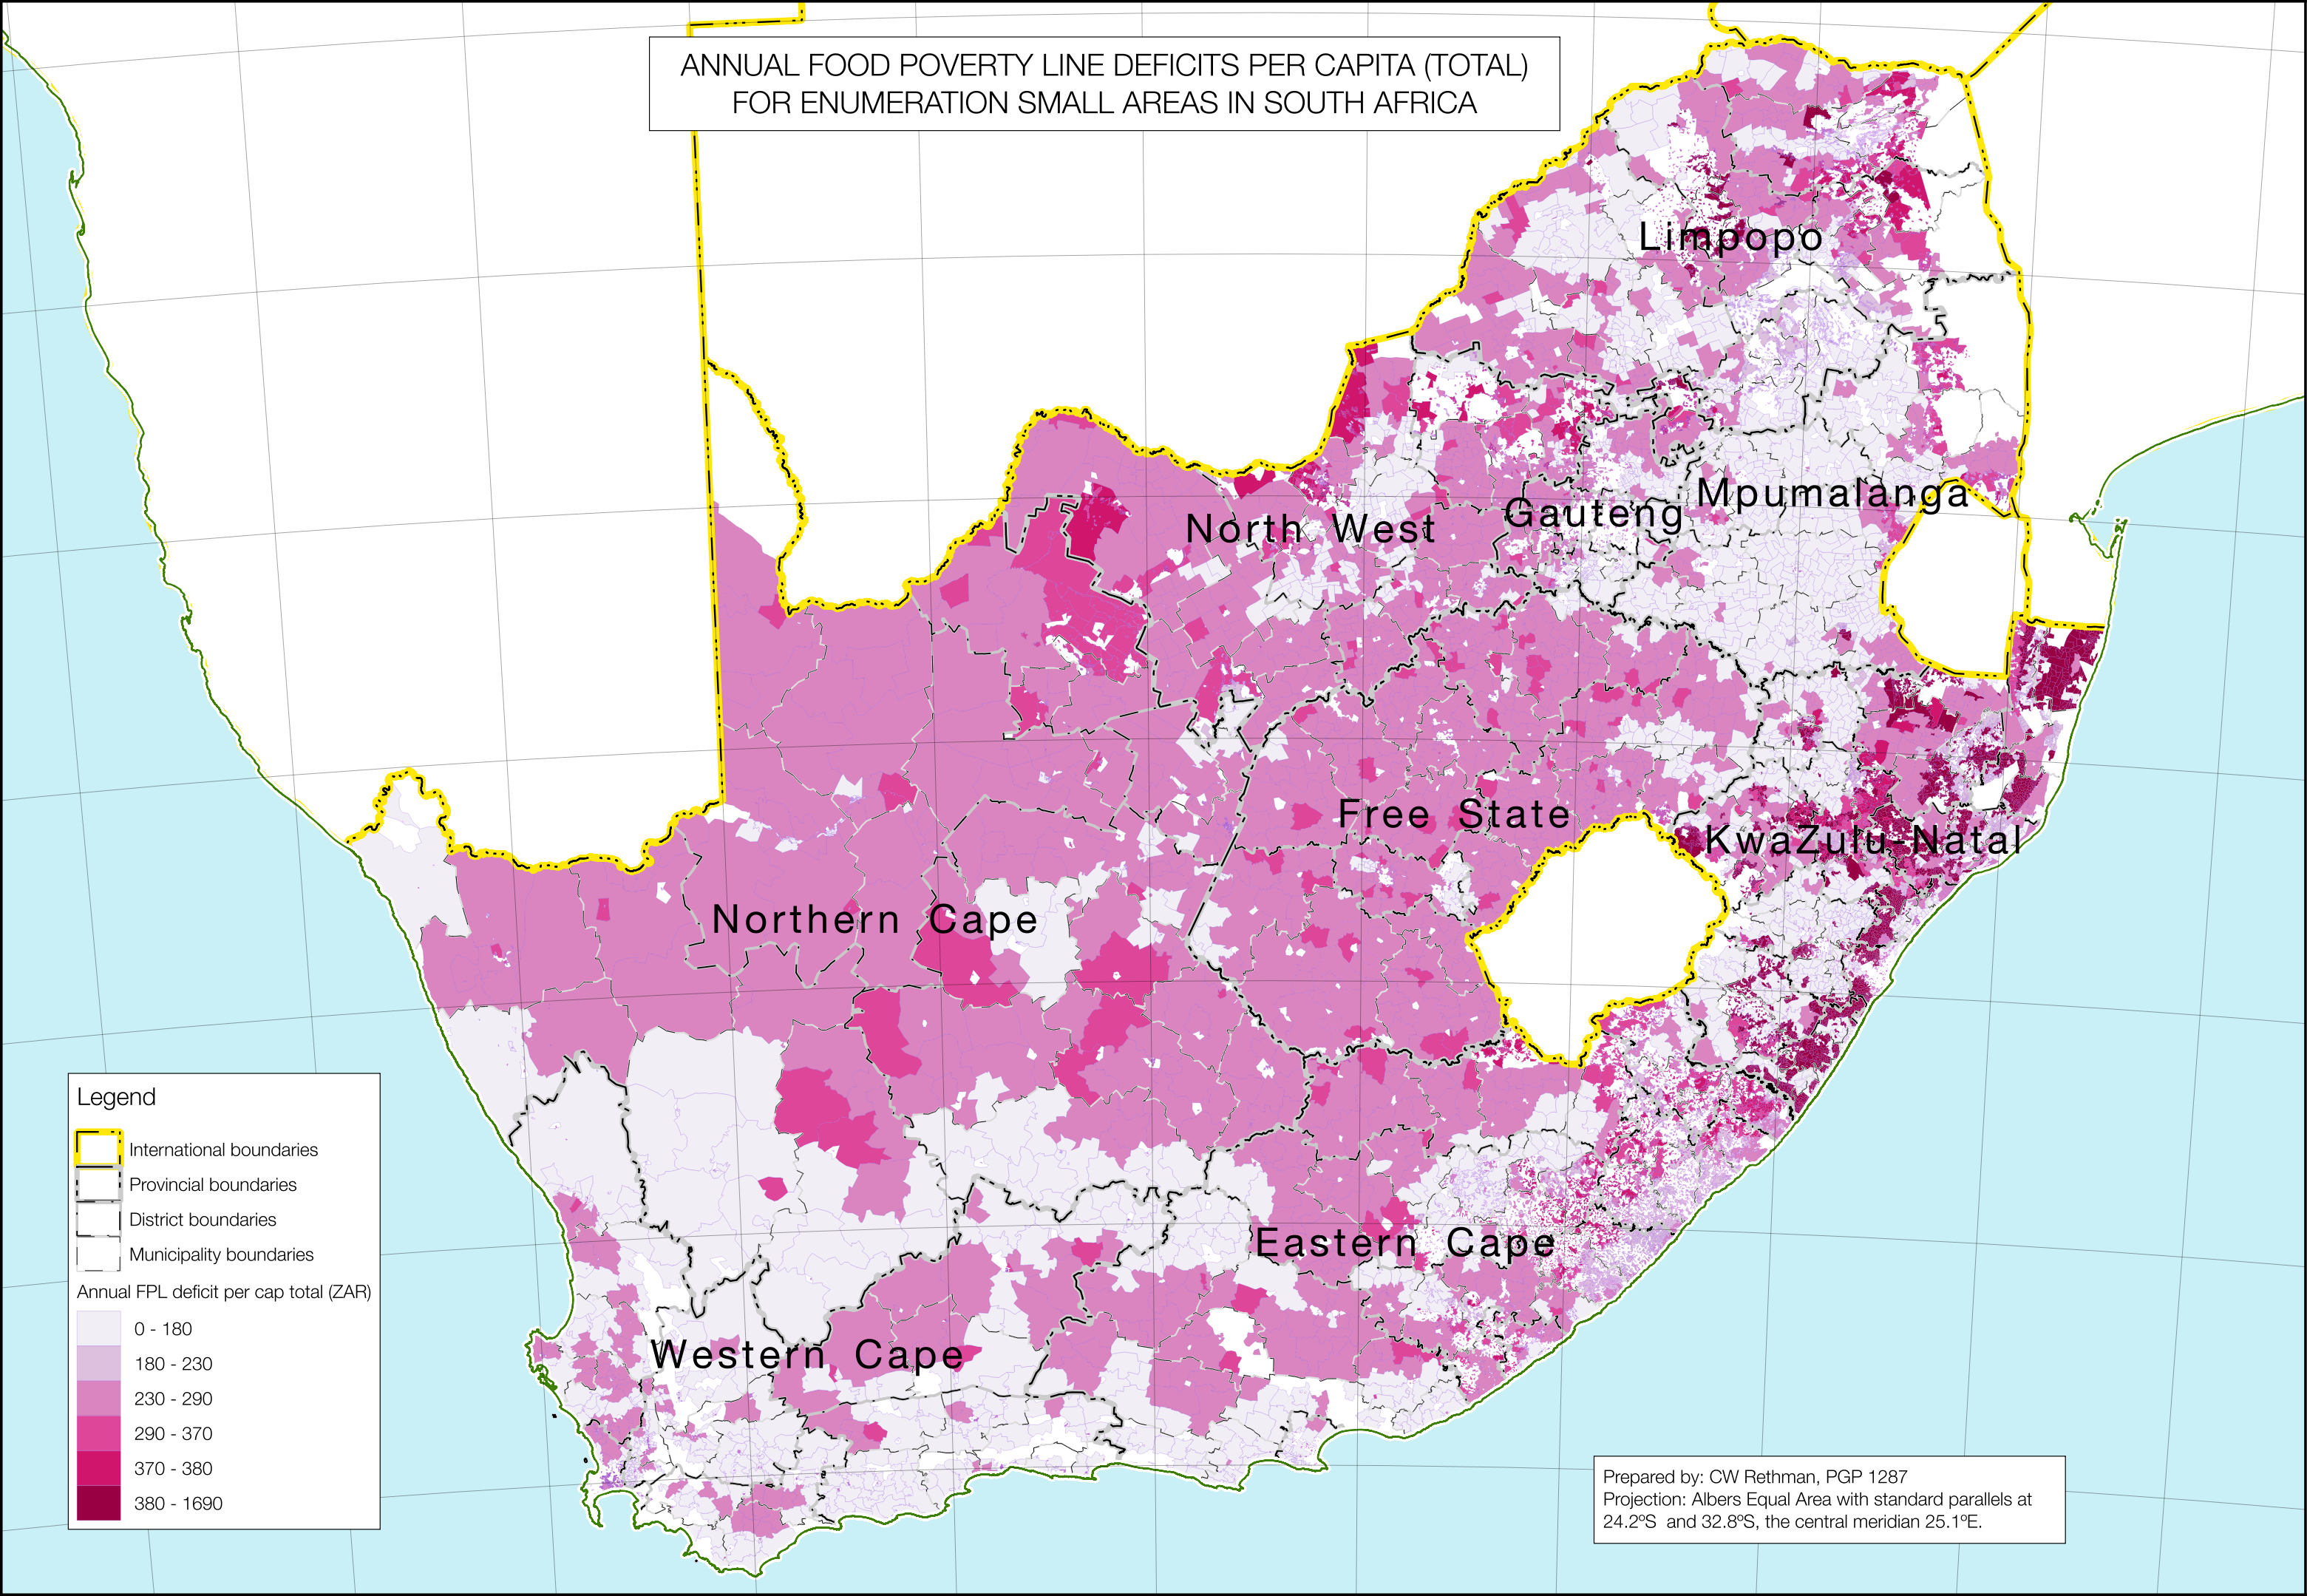 ANNUAL FOOD POVERTY LINE DEFICITS PER CAPITA (TOTAL)
FOR ENUMERATION SMALL AREAS IN SOUTH AFRICA
Limpopo
Mpumalanga
Gauteng
North West
Free State
KwaZulu-Natal
Northern Cape
Eastern Cape
Western Cape
Legend
International boundaries
Provincial boundaries
District boundaries
Municipality boundaries
Annual FPL deficit per cap total (ZAR)
0 - 180
180 - 230
230 - 290
290 - 370
370 - 380
380 - 1690
Prepared by: CW Rethman, PGP 1287
Projection: Albers Equal Area with standard parallels at
24.2ºS and 32.8ºS, the central meridian 25.1ºE.